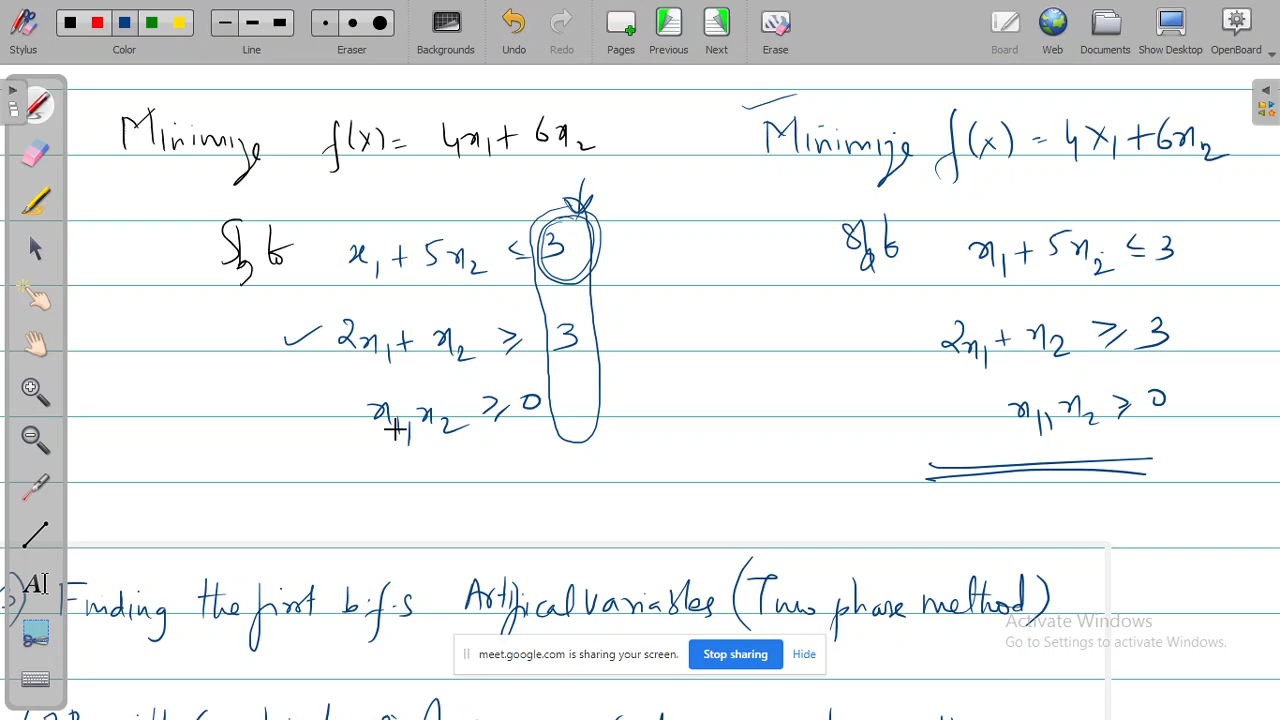 Stylus Color Line Eraser Backgrounds Undo Redo Pages Previous Next Erase Board Web Documents Show Desktop OpenBoard
Minimize f(x) = 4x1 + 6x2
Sb to x1 + 5x2 ≤ 3
2x1 + x2 ≥ 3
x1, x2 ≥ 0
Minimize f(x) = 4x1 + 6x2
x1 + 5x2 ≤ 3
2x1 + x2 ≥ 3
x1, x2 ≥ 0
Finding the first b.f.s Artifical variables (Two phase method)
Activate Windows
Go to Settings to activate Windows.
meet.google.com is sharing your screen. Stop sharing Hide